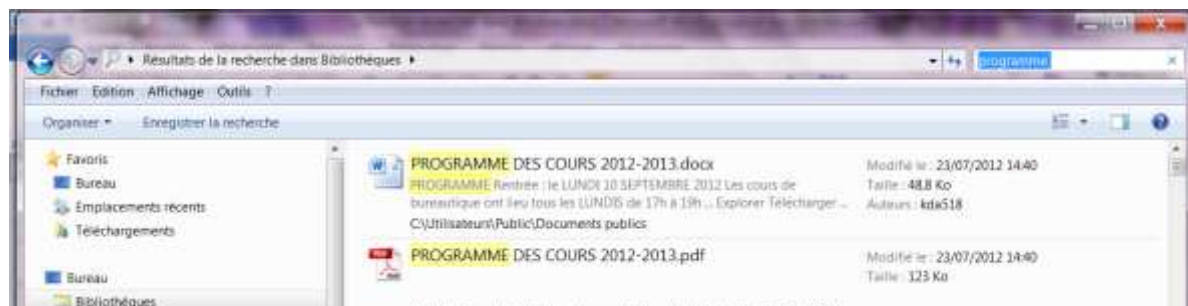 Résultats de la recherche dans Bibliothèques
programme
Fichier Edition Affichage Outils ?
Organiser Enregistrer la recherche
Favoris
Bureau
Emplacements récents
Téléchargements
Bureau
Bibliothèques
PROGRAMME DES COURS 2012-2013.docx
PROGRAMME Rentrée : le LUNDI 10 SEPTEMBRE 2012 Les cours de
bureautique ont lieu tous les LUNDIS de 17h à 19h ... Explorer Télécharger ...
C:\Utilisateurs\Public\Documents publics
Modifié le : 23/07/2012 14:40
Taille : 48,8 Ko
Auteurs : kda518
PROGRAMME DES COURS 2012-2013.pdf
Modifié le : 23/07/2012 14:40
Taille : 123 Ko